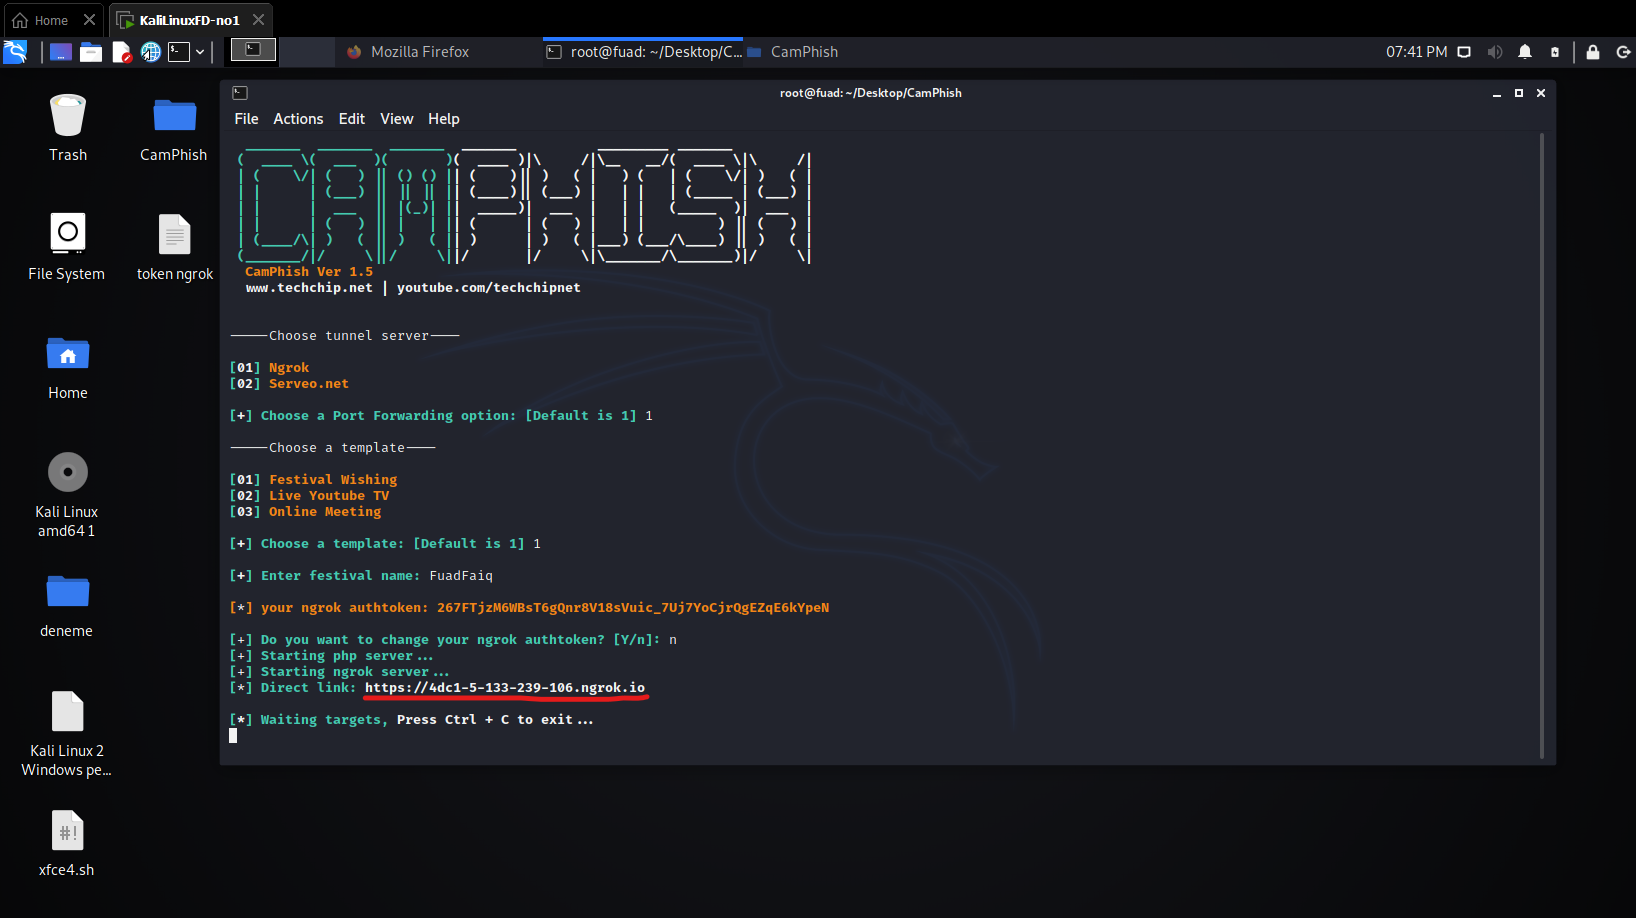 Home
KaliLinuxFD-no1
Mozilla Firefox
root@fuad: ~/Desktop/C...
CamPhish
07:41 PM
Trash
CamPhish
File System
token ngrok
Home
Kali Linux
amd64 1
deneme
Kali Linux 2
Windows pe...
#!
xfce4.sh
root@fuad: ~/Desktop/CamPhish
File Actions Edit View Help
CAMPHISH
CamPhish Ver 1.5
www.techchip.net | youtube.com/techchipnet
-----Choose tunnel server----
[01] Ngrok
[02] Serveo.net
[+] Choose a Port Forwarding option: [Default is 1] 1
-----Choose a template----
[01] Festival Wishing
[02] Live Youtube TV
[03] Online Meeting
[+] Choose a template: [Default is 1] 1
[+] Enter festival name: FuadFaiq
[*] your ngrok authtoken: 267FTjzM6WBsT6gQnr8V18sVuic_7Uj7YoCjrQgEZqE6kYpeN
[+] Do you want to change your ngrok authtoken? [Y/n]: n
[+] Starting php server...
[+] Starting ngrok server...
[*] Direct link: https://4dc1-5-133-239-106.ngrok.io
[*] Waiting targets, Press Ctrl + C to exit...